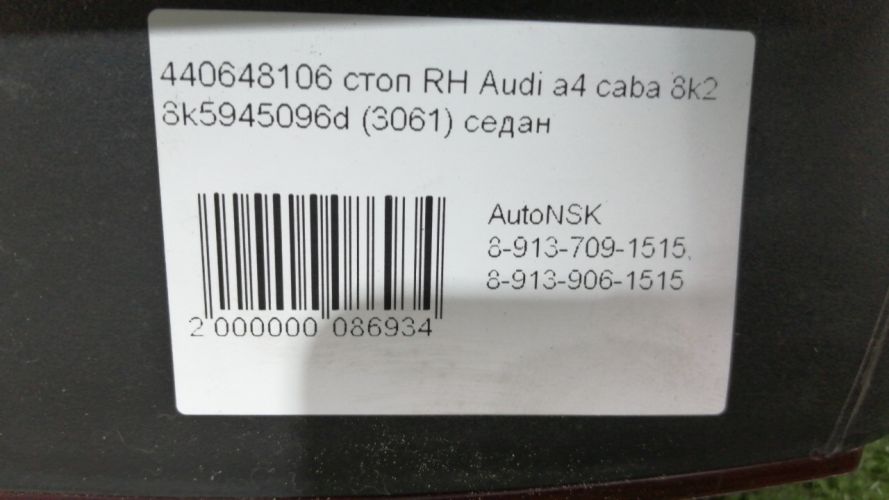 440648106 стоп RH Audi a4 caba 8k2
8k5945096d (3061) седан
AutoNSK
8-913-709-1515,
8-913-906-1515
2 000000 086934